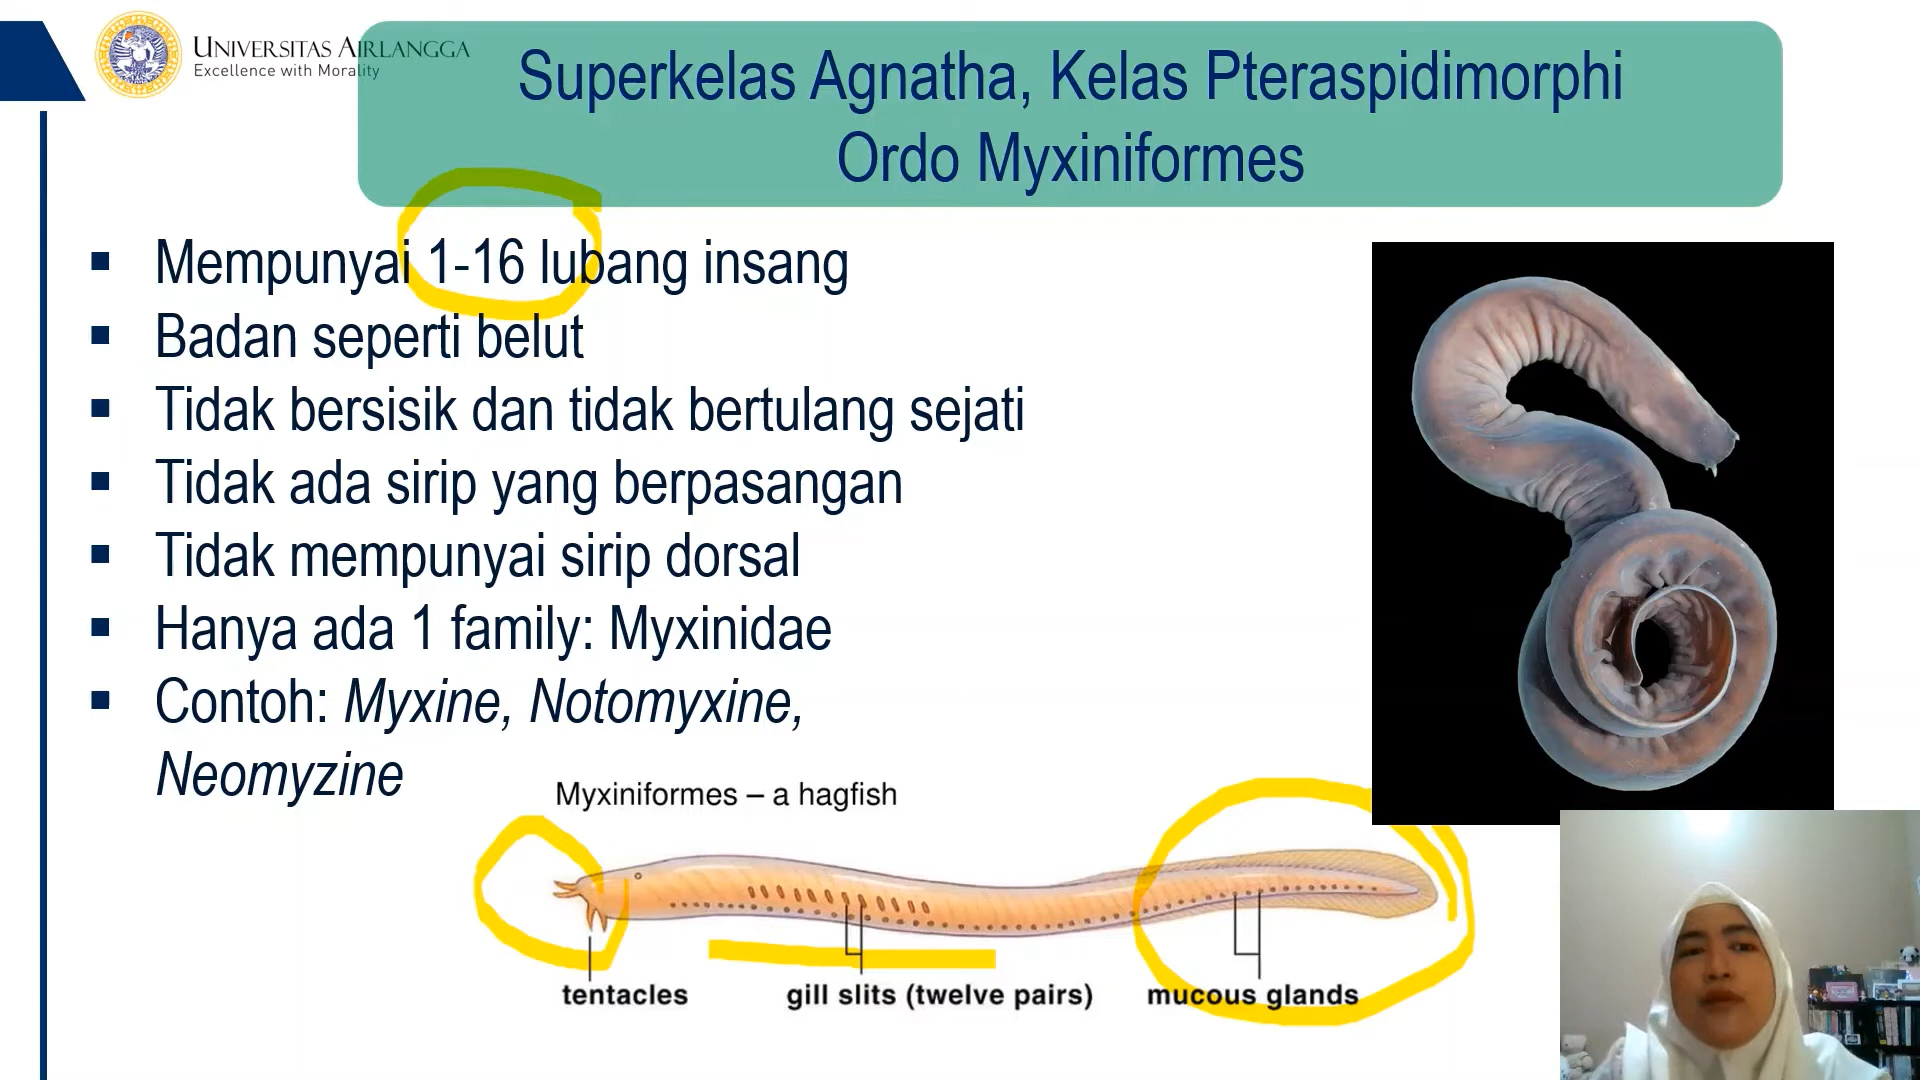 UNIVERSITAS AIRLANGGA
Excellence with Morality
Superkelas Agnatha, Kelas Pteraspidimorphi
Ordo Myxiniformes
▪ Mempunyai 1-16 lubang insang
▪ Badan seperti belut
▪ Tidak bersisik dan tidak bertulang sejati
▪ Tidak ada sirip yang berpasangan
▪ Tidak mempunyai sirip dorsal
▪ Hanya ada 1 family: Myxinidae
▪ Contoh: Myxine, Notomyxine,
Neomyzine
Myxiniformes – a hagfish
tentacles
gill slits (twelve pairs)
mucous glands